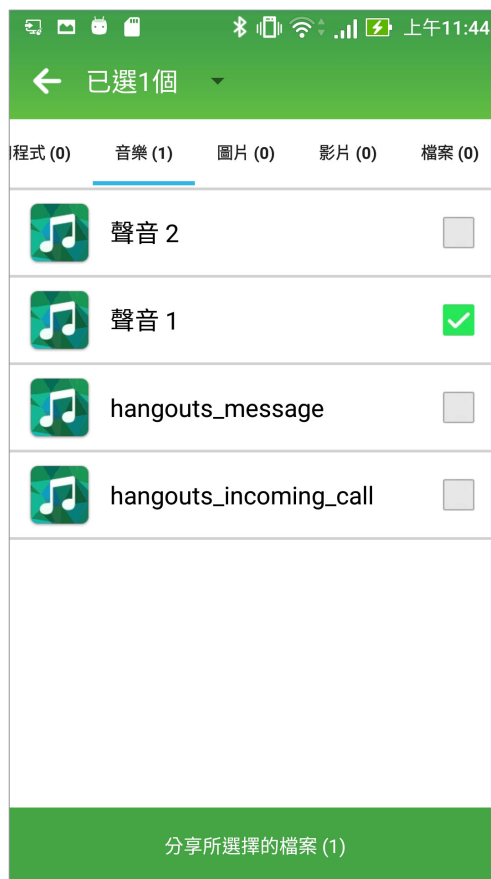 上午11:44
已選1個
程式 (0) 音樂 (1) 圖片 (0) 影片 (0) 檔案 (0)
聲音 2
聲音 1
hangouts_message
hangouts_incoming_call
分享所選擇的檔案 (1)